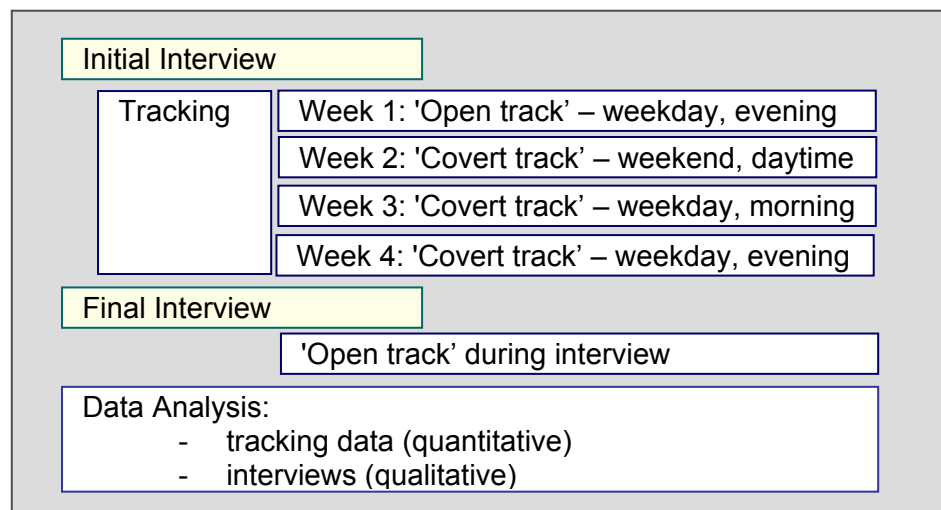 Initial Interview
Tracking
Week 1: 'Open track’ – weekday, evening
Week 2: 'Covert track’ – weekend, daytime
Week 3: 'Covert track’ – weekday, morning
Week 4: 'Covert track’ – weekday, evening
Final Interview
'Open track’ during interview
Data Analysis:
- tracking data (quantitative)
- interviews (qualitative)